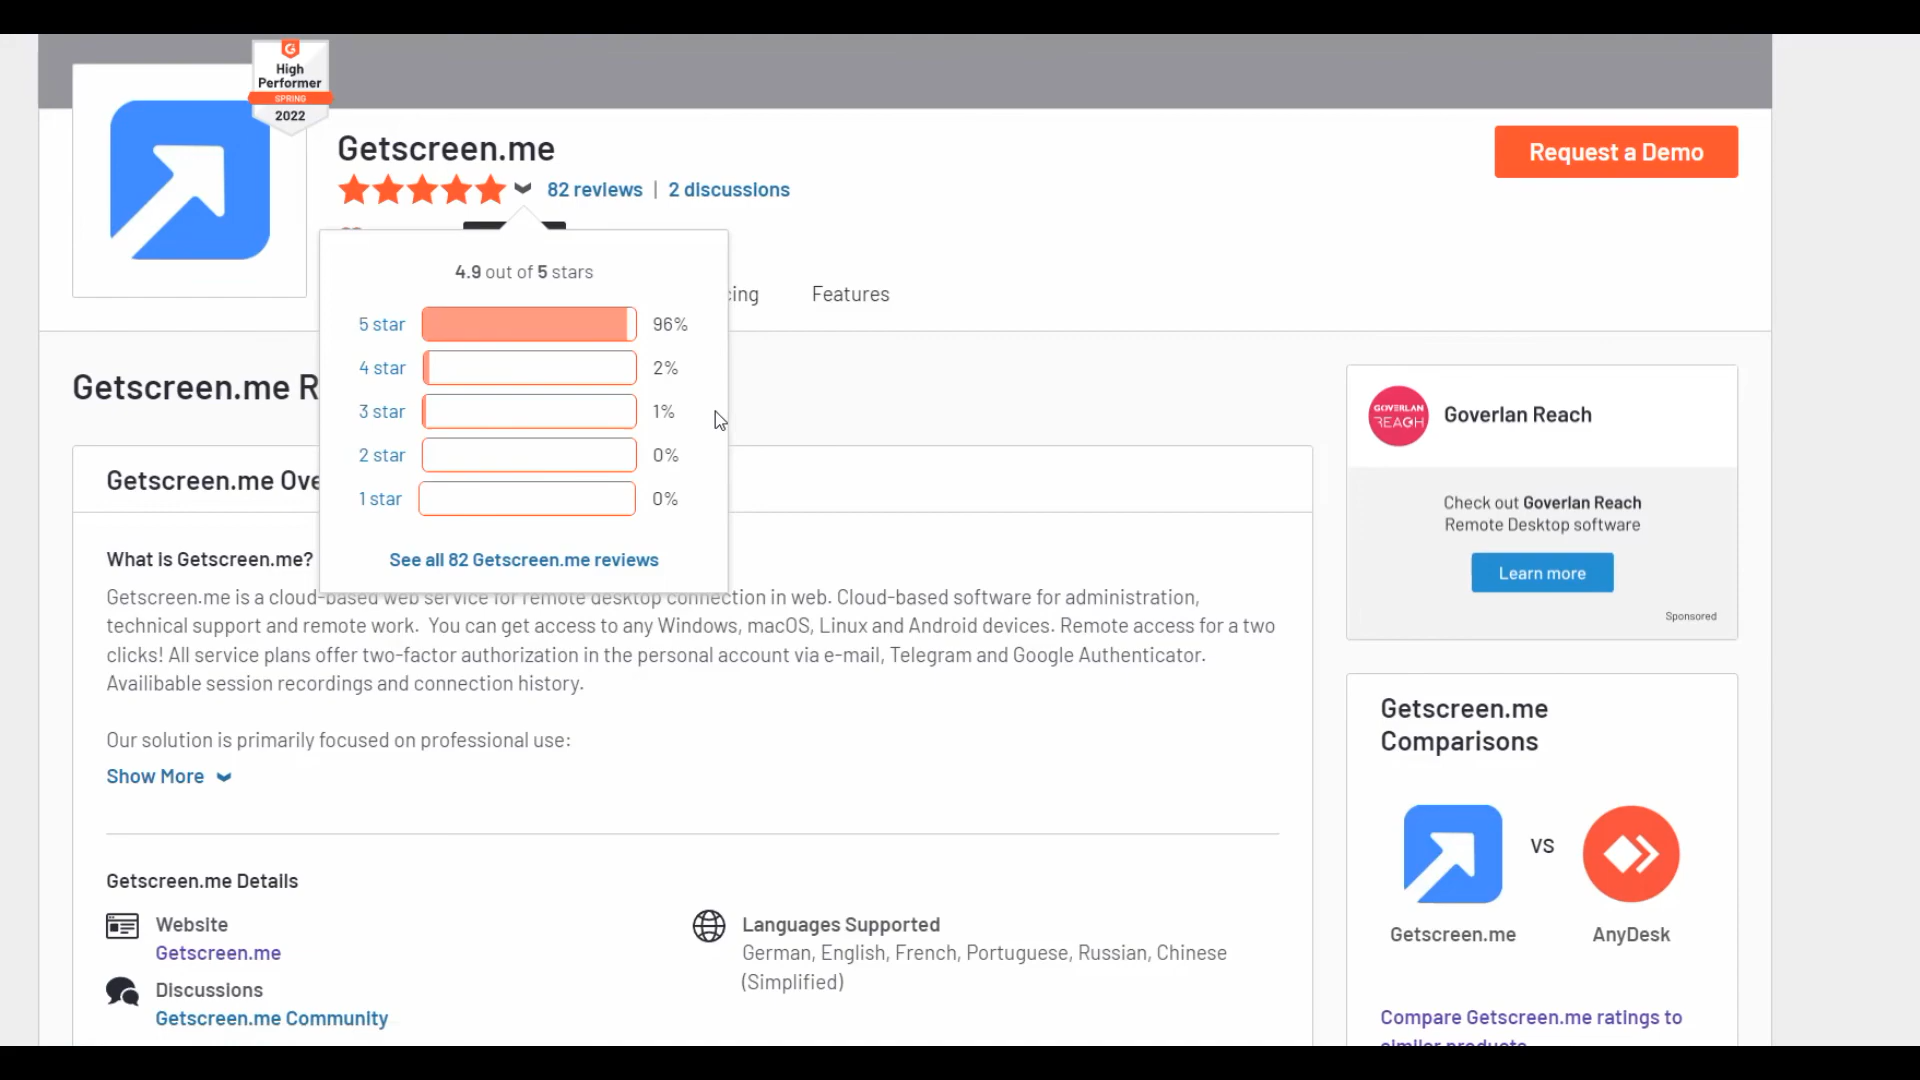 High
Performer
SPRING
2022
Getscreen.me
82 reviews | 2 discussions
Request a Demo
4.9 out of 5 stars
5 star 96%
4 star 2%
3 star 1%
2 star 0%
1 star 0%
See all 82 Getscreen.me reviews
Features
Getscreen.me R
Getscreen.me Ove
What is Getscreen.me?
Getscreen.me is a cloud-based web service for remote desktop connection in web. Cloud-based software for administration,
technical support and remote work. You can get access to any Windows, macOS, Linux and Android devices. Remote access for a two
clicks! All service plans offer two-factor authorization in the personal account via e-mail, Telegram and Google Authenticator.
Availibable session recordings and connection history.
Our solution is primarily focused on professional use:
Show More
Getscreen.me Details
Website
Getscreen.me
Discussions
Getscreen.me Community
Languages Supported
German, English, French, Portuguese, Russian, Chinese
(Simplified)
GOVERLAN
REACH
Goverlan Reach
Check out Goverlan Reach
Remote Desktop software
Learn more
Sponsored
Getscreen.me
Comparisons
VS
Getscreen.me
AnyDesk
Compare Getscreen.me ratings to
similar products